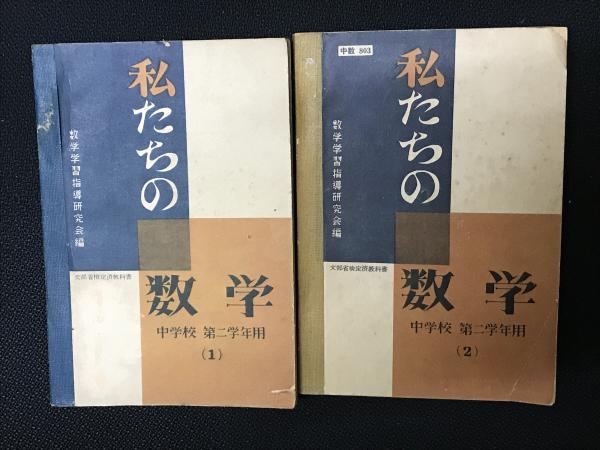 私たちの
数学学習指導研究会編
文部省検定済教科書
数学
中学校 第二学年用
(1)
中数 803
私たちの
数学学習指導研究会編
文部省検定済教科書
数学
中学校 第二学年用
(2)